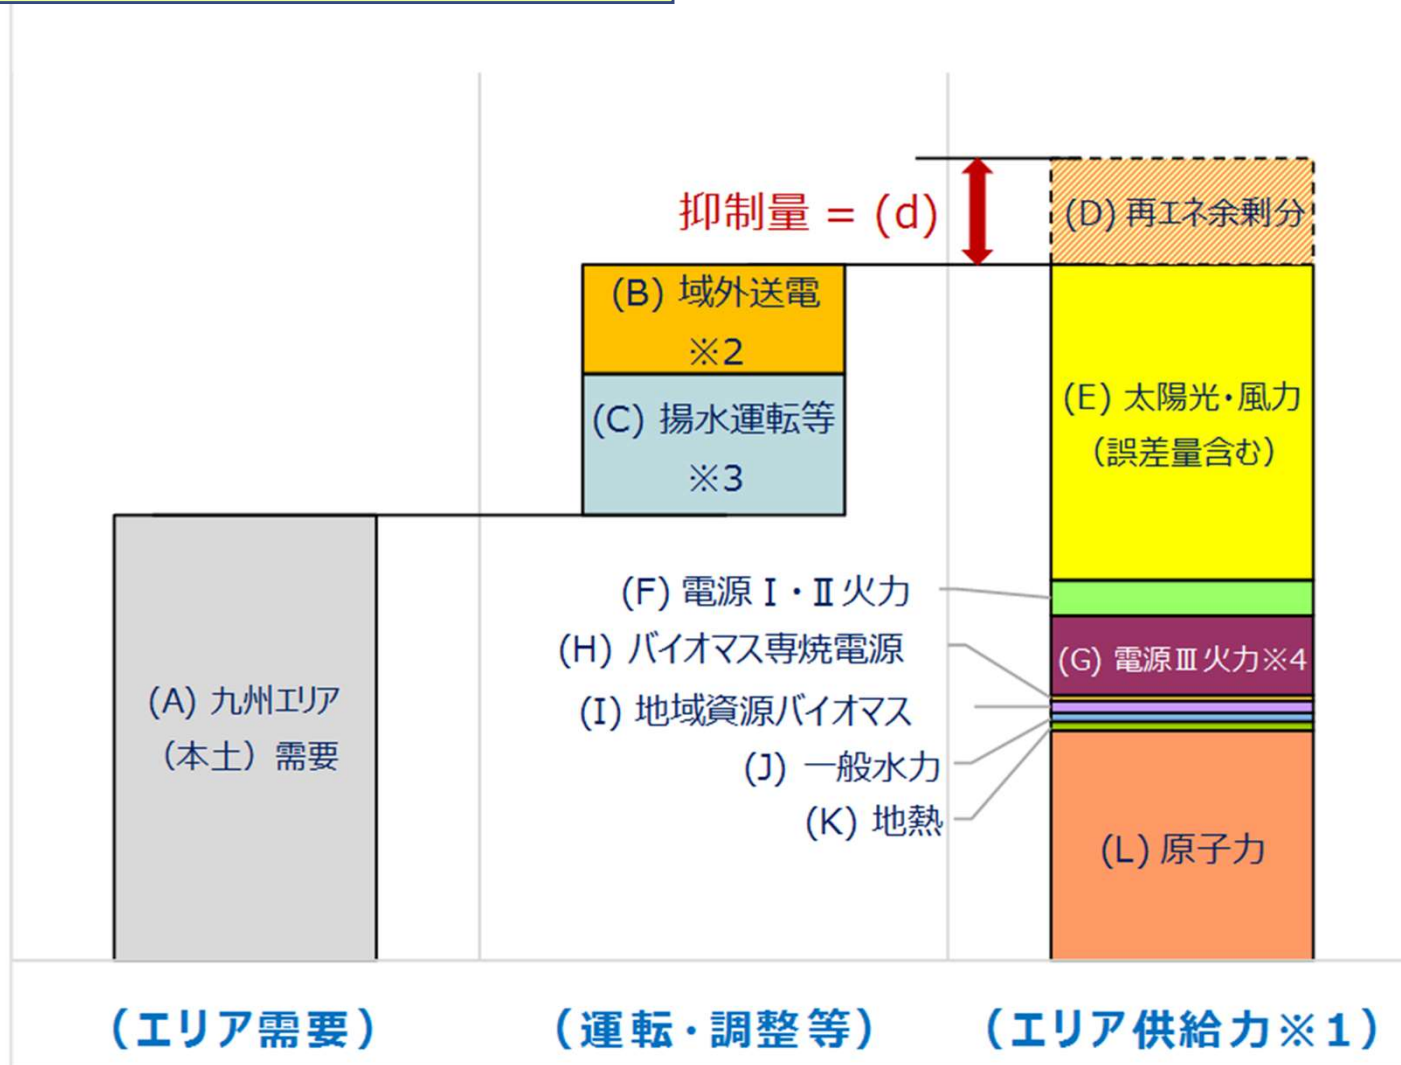 抑制量 = (d)
(D) 再エネ余剰分
(B) 域外送電
※2
(C) 揚水運転等
※3
(E) 太陽光・風力
（誤差量含む）
(F) 電源Ⅰ・Ⅱ火力
(H) バイオマス専焼電源
(G) 電源Ⅲ火力※4
(I) 地域資源バイオマス
(A) 九州エリア
（本土）需要
(J) 一般水力
(K) 地熱
(L) 原子力
（エリア需要）
（運転・調整等）
（エリア供給力※1）